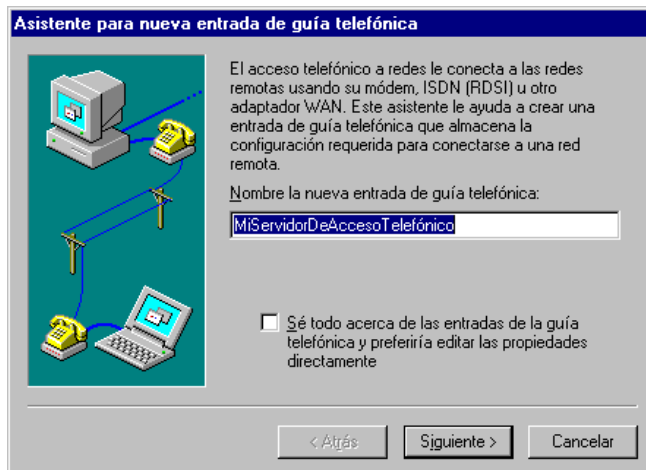 Asistente para nueva entrada de guía telefónica
El acceso telefónico a redes le conecta a las redes
remotas usando su módem, ISDN (RDSI) u otro
adaptador WAN. Este asistente le ayuda a crear una
entrada de guía telefónica que almacena la
configuración requerida para conectarse a una red
remota.
Nombre la nueva entrada de guía telefónica:
MiServidorDeAccesoTelefónico
Sé todo acerca de las entradas de la guía
telefónica y preferiría editar las propiedades
directamente
< Atrás Siguiente > Cancelar